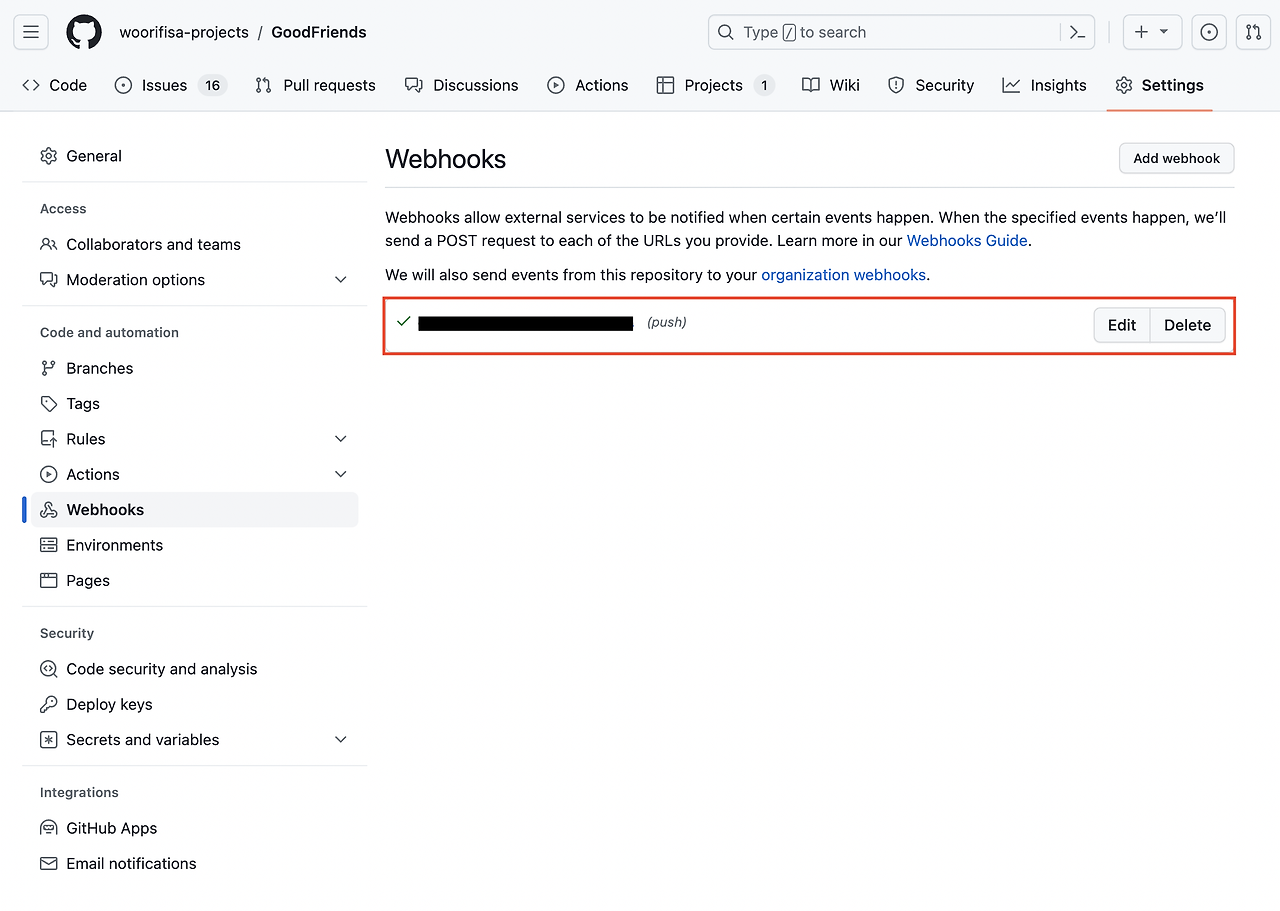 woorifisa-projects / GoodFriends
Type / to search
Code
Issues 16
Pull requests
Discussions
Actions
Projects 1
Wiki
Security
Insights
Settings
General
Access
Collaborators and teams
Moderation options
Code and automation
Branches
Tags
Rules
Actions
Webhooks
Environments
Pages
Security
Code security and analysis
Deploy keys
Secrets and variables
Integrations
GitHub Apps
Email notifications
Webhooks
Add webhook
Webhooks allow external services to be notified when certain events happen. When the specified events happen, we’ll
send a POST request to each of the URLs you provide. Learn more in our Webhooks Guide.
We will also send events from this repository to your organization webhooks.
(push)
Edit
Delete